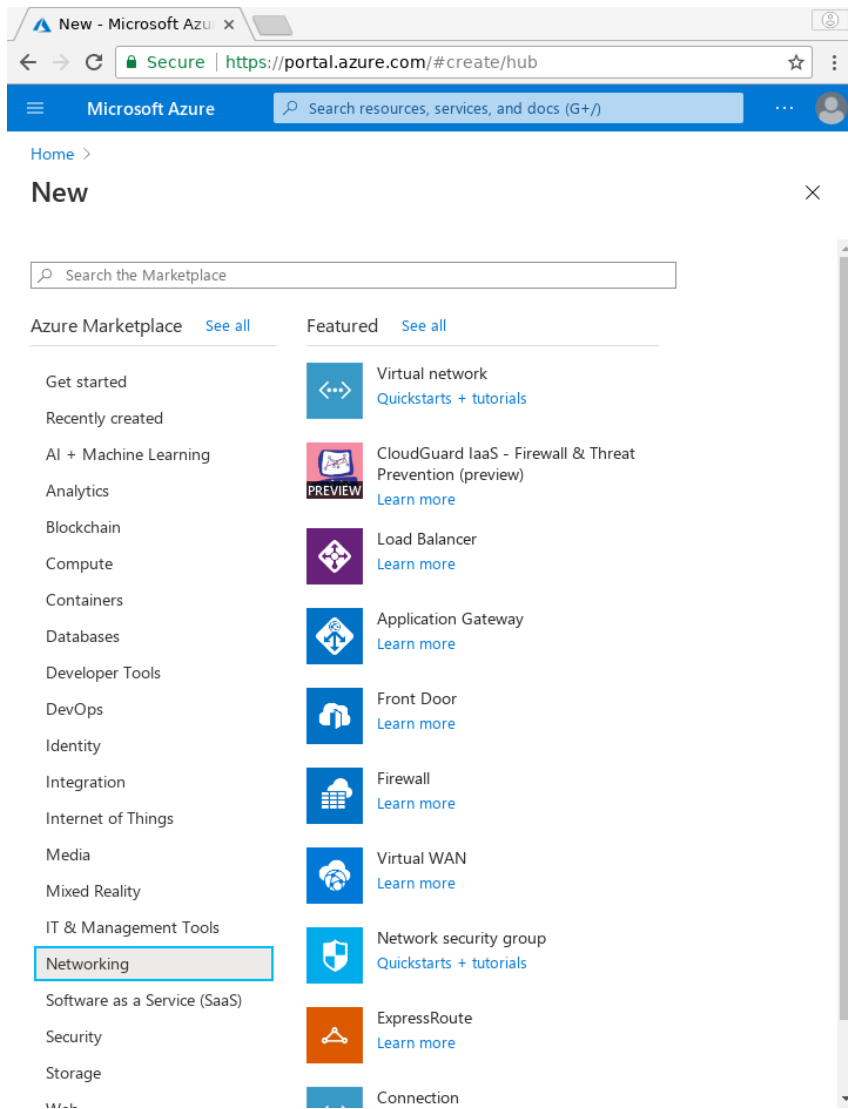 New - Microsoft Azu
Secure https://portal.azure.com/#create/hub
Microsoft Azure
Search resources, services, and docs (G+/)
Home >
New
Search the Marketplace
Azure Marketplace See all
Get started
Recently created
AI + Machine Learning
Analytics
Blockchain
Compute
Containers
Databases
Developer Tools
DevOps
Identity
Integration
Internet of Things
Media
Mixed Reality
IT & Management Tools
Networking
Software as a Service (SaaS)
Security
Storage
Featured See all
Virtual network
Quickstarts + tutorials
PREVIEW
CloudGuard IaaS - Firewall & Threat
Prevention (preview)
Learn more
Load Balancer
Learn more
Application Gateway
Learn more
Front Door
Learn more
Firewall
Learn more
Virtual WAN
Learn more
Network security group
Quickstarts + tutorials
ExpressRoute
Learn more
Connection